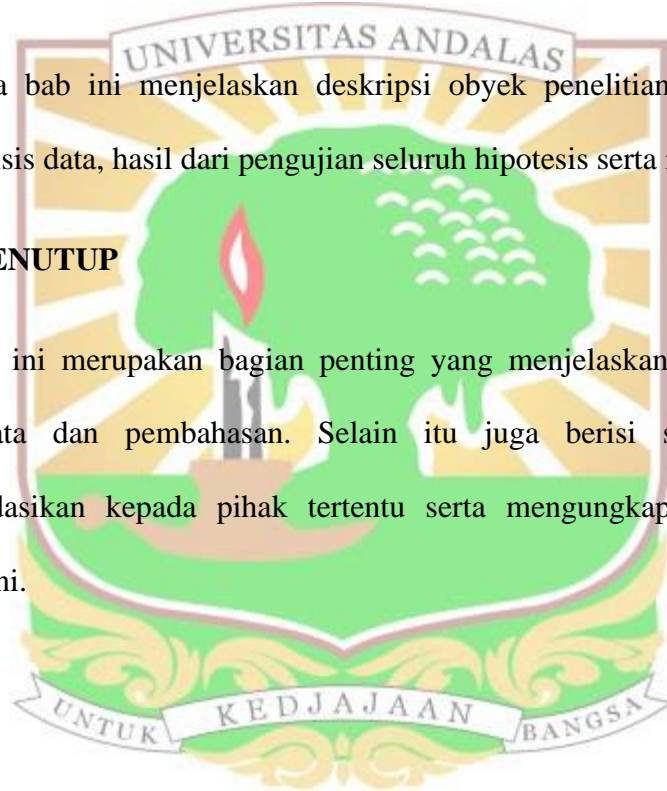 UNIVERSITAS ANDALAS
a bab ini menjelaskan deskripsi obyek penelitian
isis data, hasil dari pengujian seluruh hipotesis serta
ENUTUP
ini merupakan bagian penting yang menjelaskan
ata dan pembahasan. Selain itu juga berisi s
dasikan kepada pihak tertentu serta mengungkap
ni.
UNTUK KEDJAJAAN BANGSA